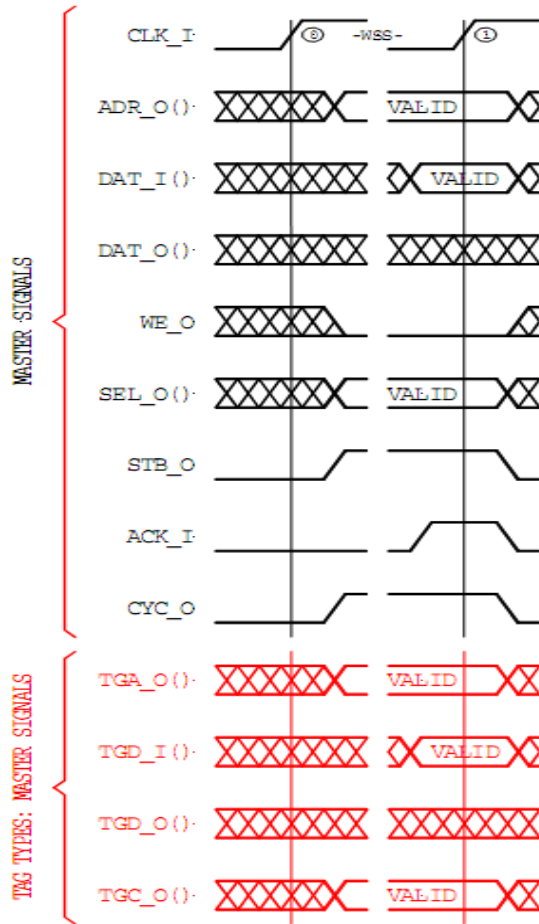 MASTER SIGNALS
CLK_I
0 -WSS- 1
ADR_O()
VALID
DAT_I()
VALID
DAT_O()
WE_O
SEL_O()
VALID
STB_O
ACK_I
CYC_O
TAG TYPES: MASTER SIGNALS
TGA_O()
VALID
TGD_I()
VALID
TGD_O()
TGC_O()
VALID